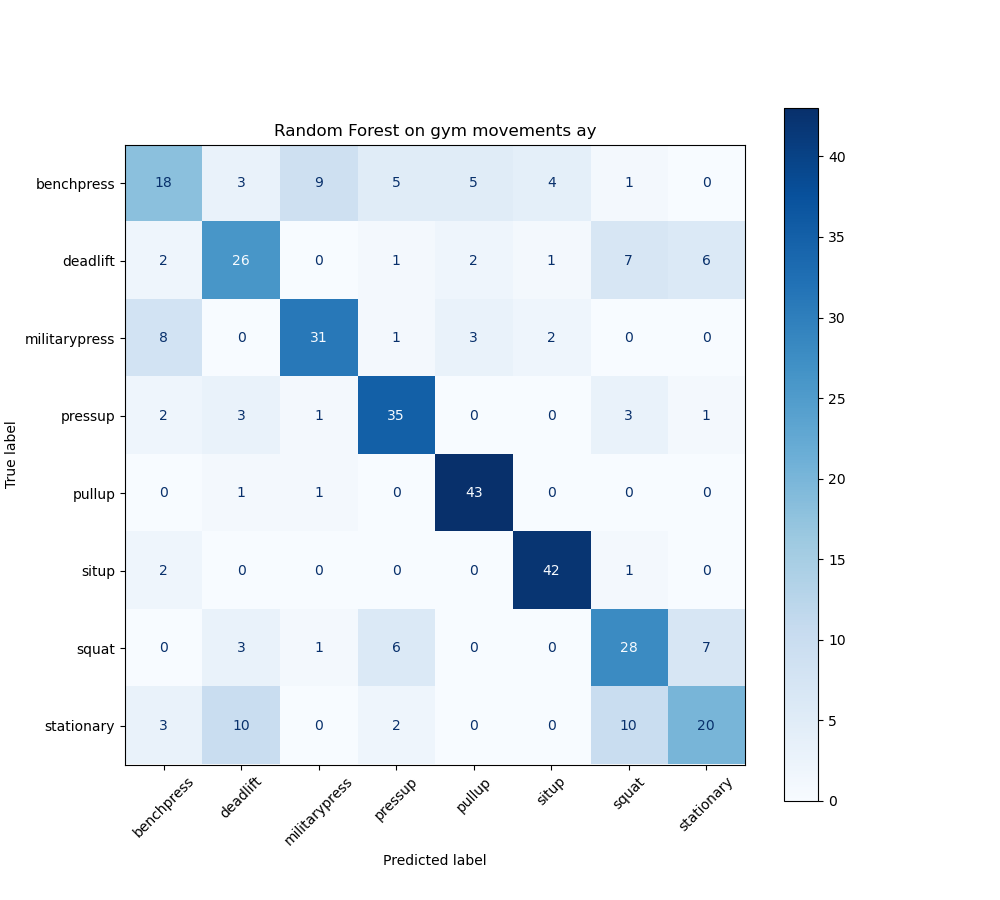 Random Forest on gym movements ay
True label
benchpress 18 3 9 5 5 4 1 0
deadlift 2 26 0 1 2 1 7 6
militarypress 8 0 31 1 3 2 0 0
pressup 2 3 1 35 0 0 3 1
pullup 0 1 1 0 43 0 0 0
situp 2 0 0 0 0 42 1 0
squat 0 3 1 6 0 0 28 7
stationary 3 10 0 2 0 0 10 20
benchpress deadlift militarypress pressup pullup situp squat stationary
Predicted label
40
35
30
25
20
15
10
5
0